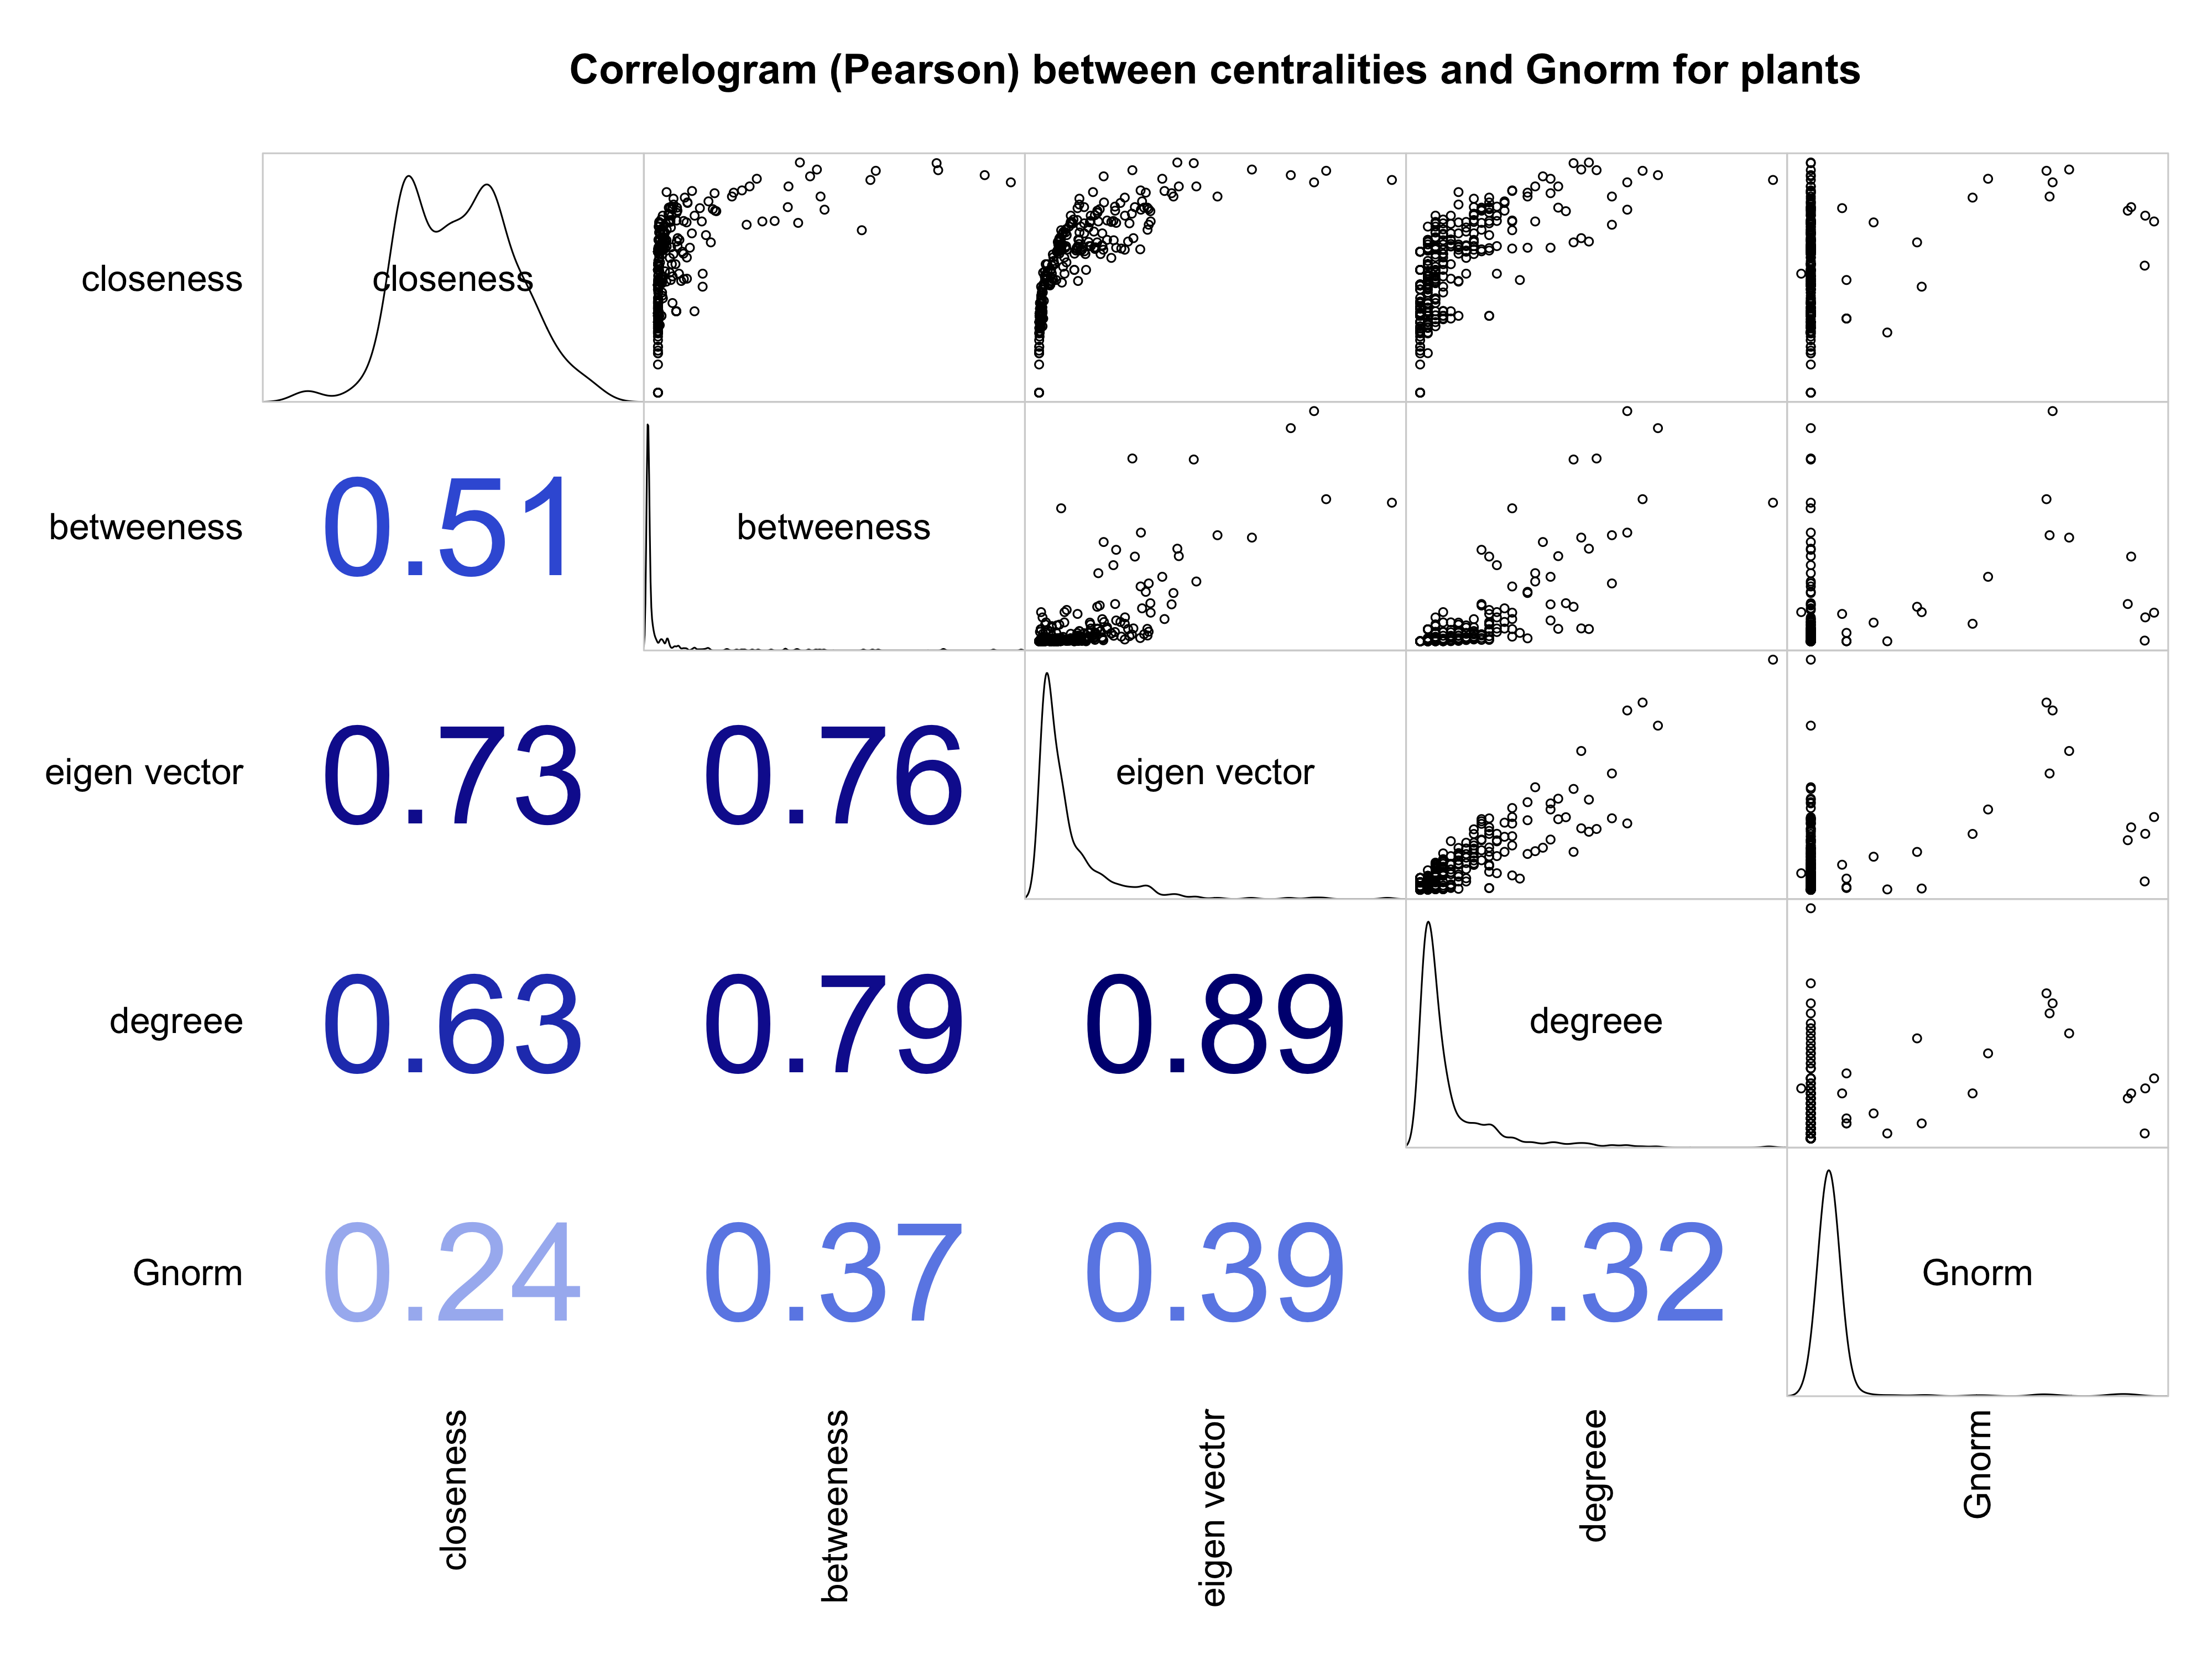 Correlogram (Pearson) between centralities and Gnorm for plants
closeness
closeness
betweeness
0.51
betweeness
eigen vector
0.73
0.76
eigen vector
degreee
0.63
0.79
0.89
degreee
Gnorm
0.24
0.37
0.39
0.32
Gnorm
closeness
betweeness
eigen vector
degreee
Gnorm